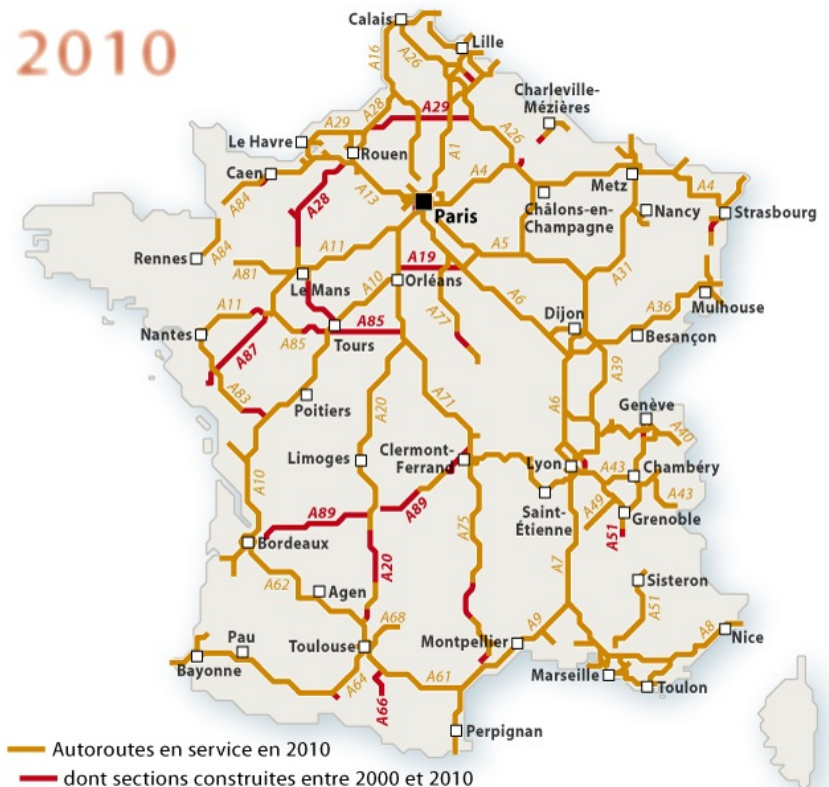 2010
Calais
Lille
A16
A26
Charleville-
Mézières
A29
A28
A29
Le Havre
Rouen
A1
A26
A4
Caen
A13
Metz
A4
A84
A28
Paris
Châlons-en-
Champagne
Nancy
Strasbourg
Rennes
A84
A11
A5
A31
A81
A19
Le Mans
A10
Orléans
A6
A36
Mulhouse
A11
A77
Dijon
Nantes
A85
A85
Tours
Besançon
A87
A39
A83
A20
A71
A6
Poitiers
Genève
A40
Limoges
Clermont-
Ferrand
Lyon
A43
Chambéry
A10
A89
A49
A43
Saint-
Étienne
Grenoble
A89
A75
A51
Bordeaux
A20
A7
A62
Agen
Sisteron
A51
A68
A9
A8
Pau
Toulouse
Montpellier
Nice
Bayonne
A64
A61
Marseille
A66
Toulon
Perpignan
Autoroutes en service en 2010
dont sections construites entre 2000 et 2010